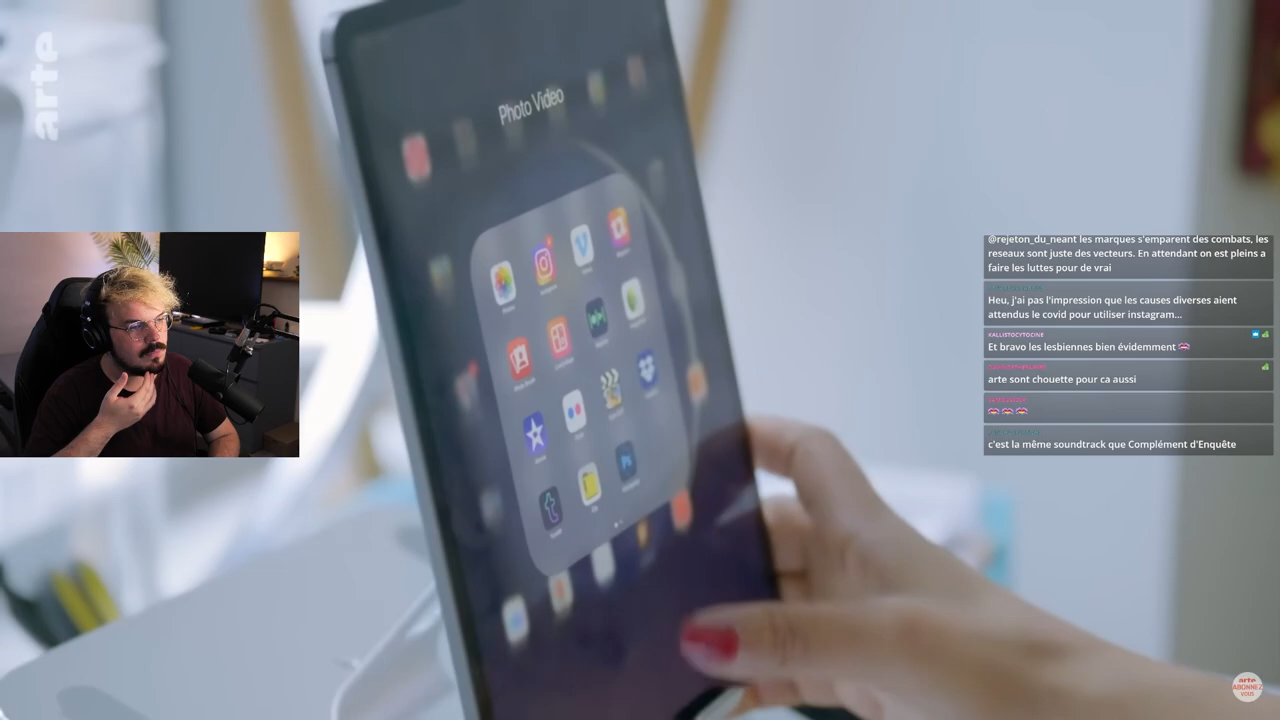 arte
Photo Video
@rejeton_du_neant les marques s'emparent des combats, les
reseaux sont juste des vecteurs. En attendant on est pleins a
faire les luttes pour de vrai
Heu, j'ai pas l'impression que les causes diverses aient
attendus le covid pour utiliser instagram...
KALLISTOCYTOCINE
Et bravo les lesbiennes bien évidemment
arte sont chouette pour ca aussi
c'est la même soundtrack que Complément d'Enquête
arte
ABONNEZ
VOUS